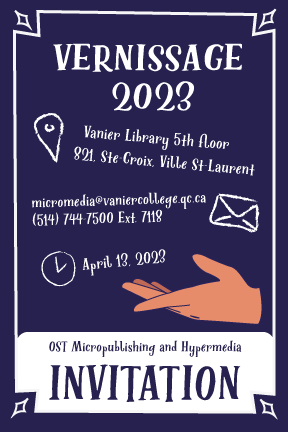 VERNISSAGE
2023
Vanier Library 5th floor
821, Ste-Croix, Ville St-Laurent
micromedia@vaniercollege.qc.ca
(514) 744-7500 Ext. 7118
April 13, 2023
OST Micropublishing and Hypermedia
INVITATION